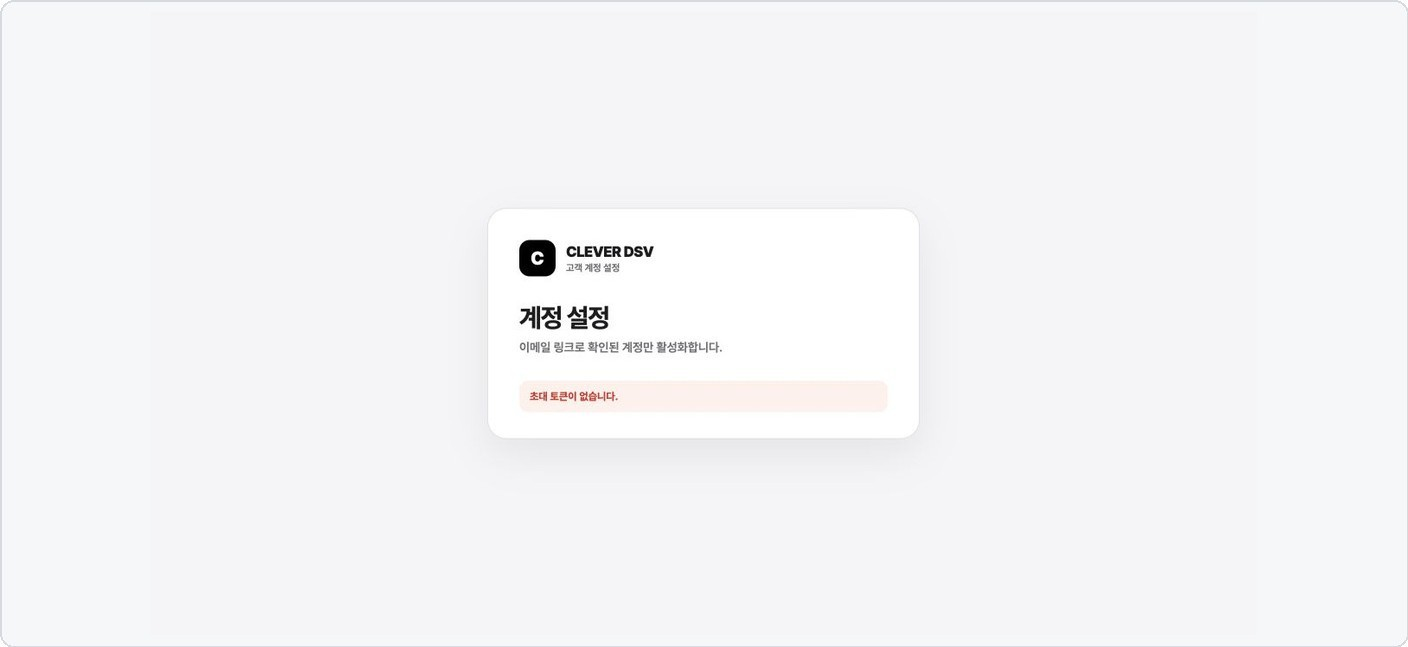 C
CLEVER DSV
고객 계정 설정
계정 설정
이메일 링크로 확인된 계정만 활성화합니다.
초대 토큰이 없습니다.